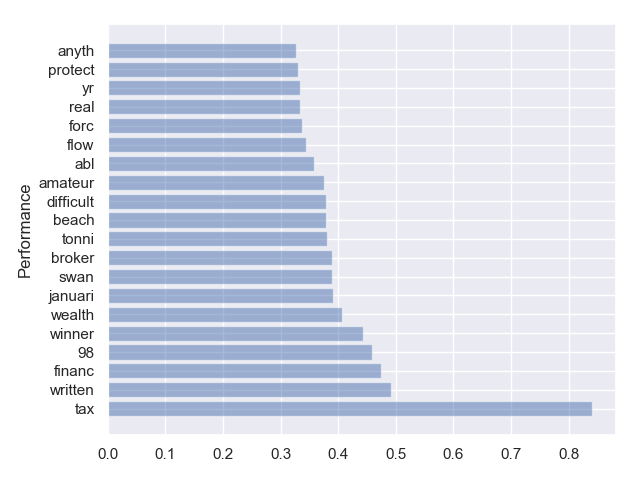 anyth
protect
yr
real
forc
flow
abl
amateur
difficult
beach
tonni
broker
swan
januari
wealth
winner
98
financ
written
tax
Performance
0.0 0.1 0.2 0.3 0.4 0.5 0.6 0.7 0.8